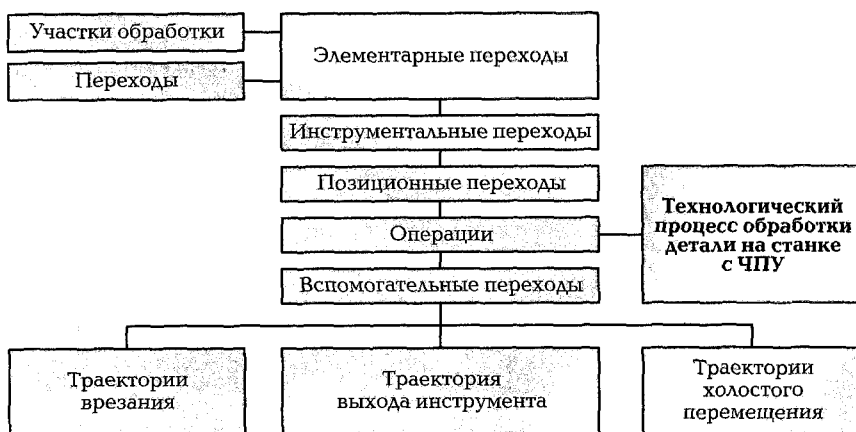 Участки обработки
Переходы
Элементарные переходы
Инструментальные переходы
Позиционные переходы
Операции
Технологический
процесс обработки
детали на станке
с ЧПУ
Вспомогательные переходы
Траектории
врезания
Траектория
выхода инструмента
Траектории
холостого
перемещения